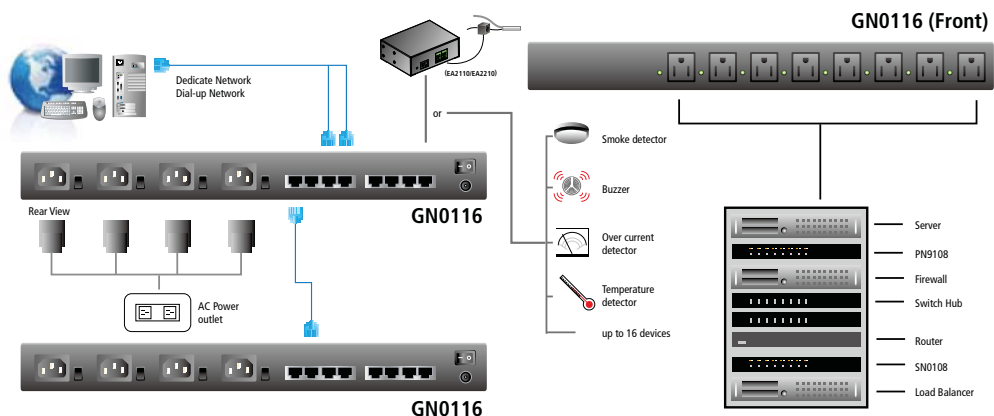 GN0116 (Front)
Dedicate Network
Dial-up Network
(EA2110/EA2210)
or
Smoke detector
Buzzer
Over current
detector
Temperature
detector
up to 16 devices
GN0116
Rear View
AC Power
outlet
GN0116
Server
PN9108
Firewall
Switch Hub
Router
SN0108
Load Balancer